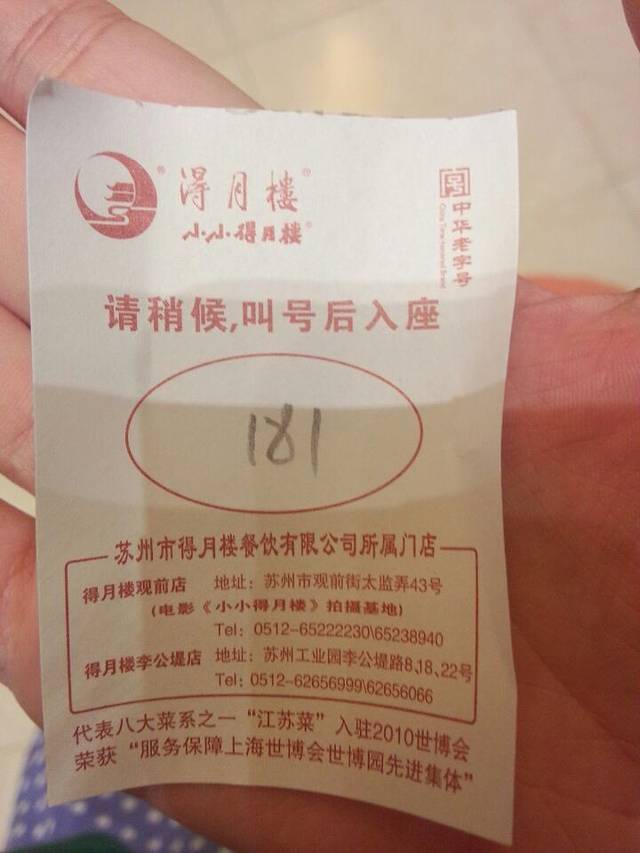 得月楼®
小小得月楼®
中华老字号
China Time-honored Brand
请稍候,叫号后入座
181
苏州市得月楼餐饮有限公司所属门店
得月楼观前店 地址：苏州市观前街太监弄43号
(电影《小小得月楼》拍摄基地)
Tel：0512-65222230\65238940
得月楼李公堤店 地址：苏州工业园李公堤路8,18,22号
Tel：0512-62656999\62656066
代表八大菜系之一“江苏菜”入驻2010世博会
荣获“服务保障上海世博会世博园先进集体”